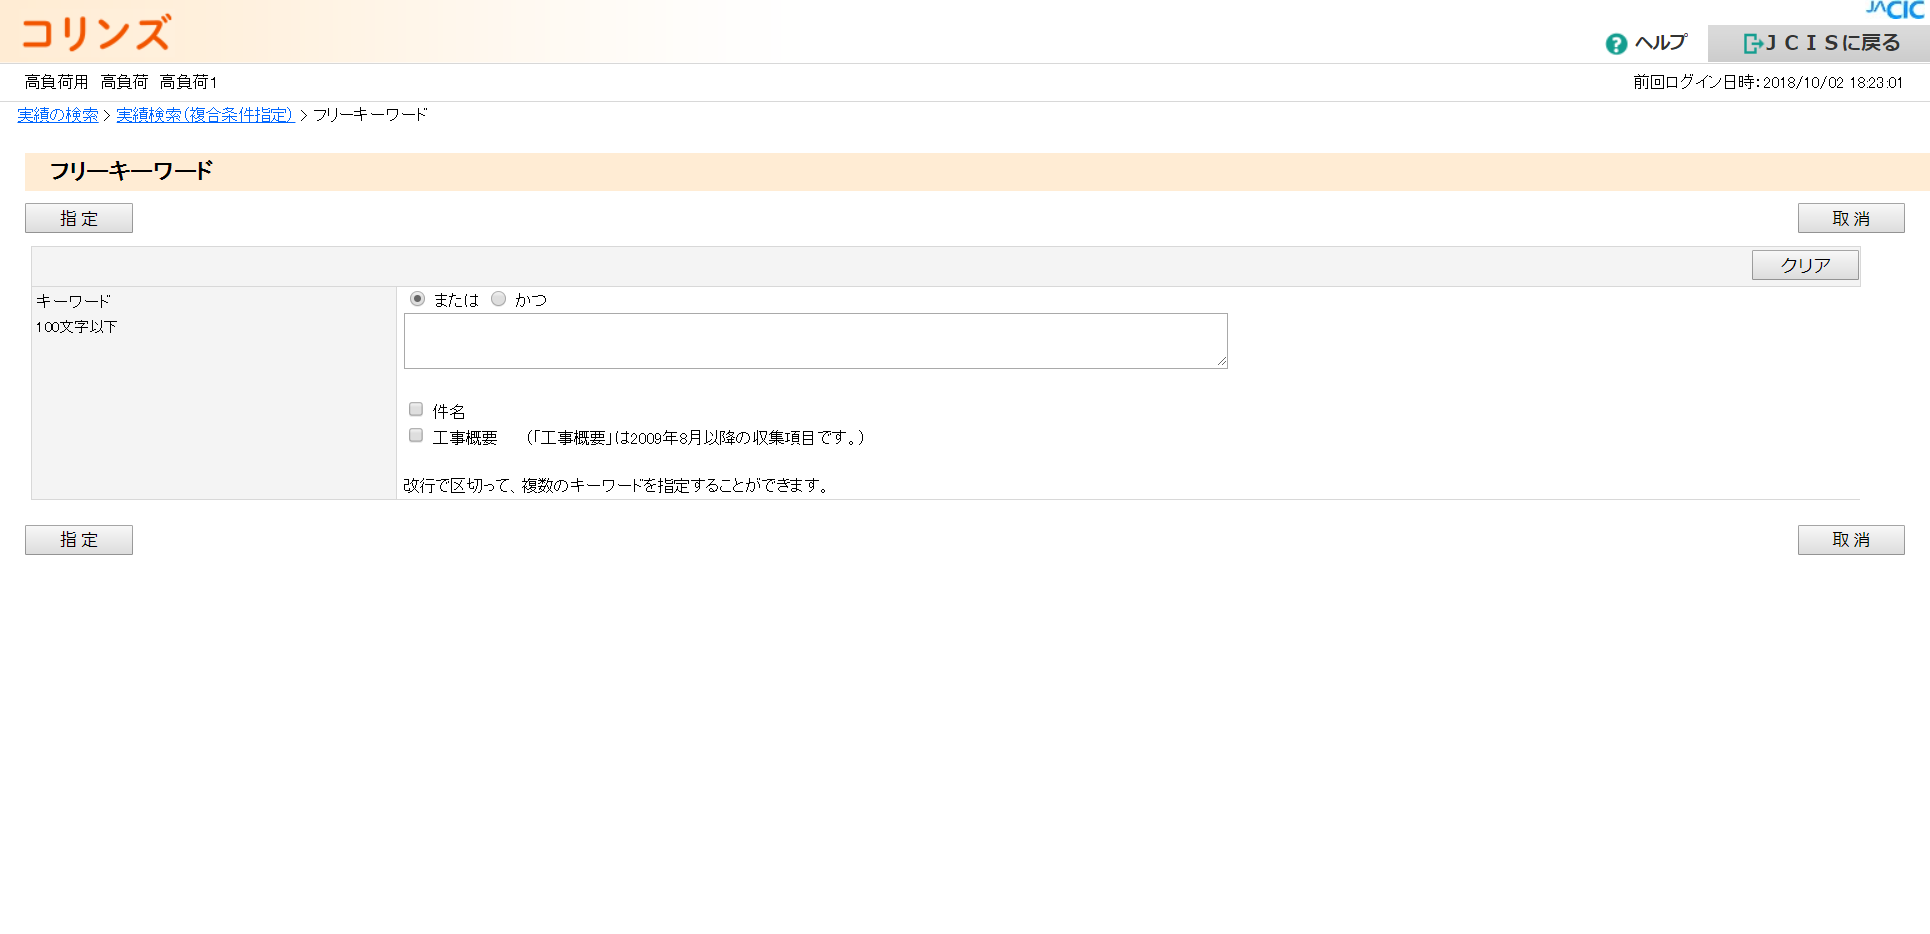 JACIC
コリンズ
ヘルプ ＪＣＩＳに戻る
高負荷用 高負荷 高負荷1 前回ログイン日時：2018/10/02 18:23:01
実績の検索 > 実績検索（複合条件指定） > フリーキーワード
フリーキーワード
指定 取消
クリア
キーワード または かつ
100文字以下
件名
工事概要 （「工事概要」は2009年8月以降の収集項目です。）
改行で区切って、複数のキーワードを指定することができます。
指定 取消